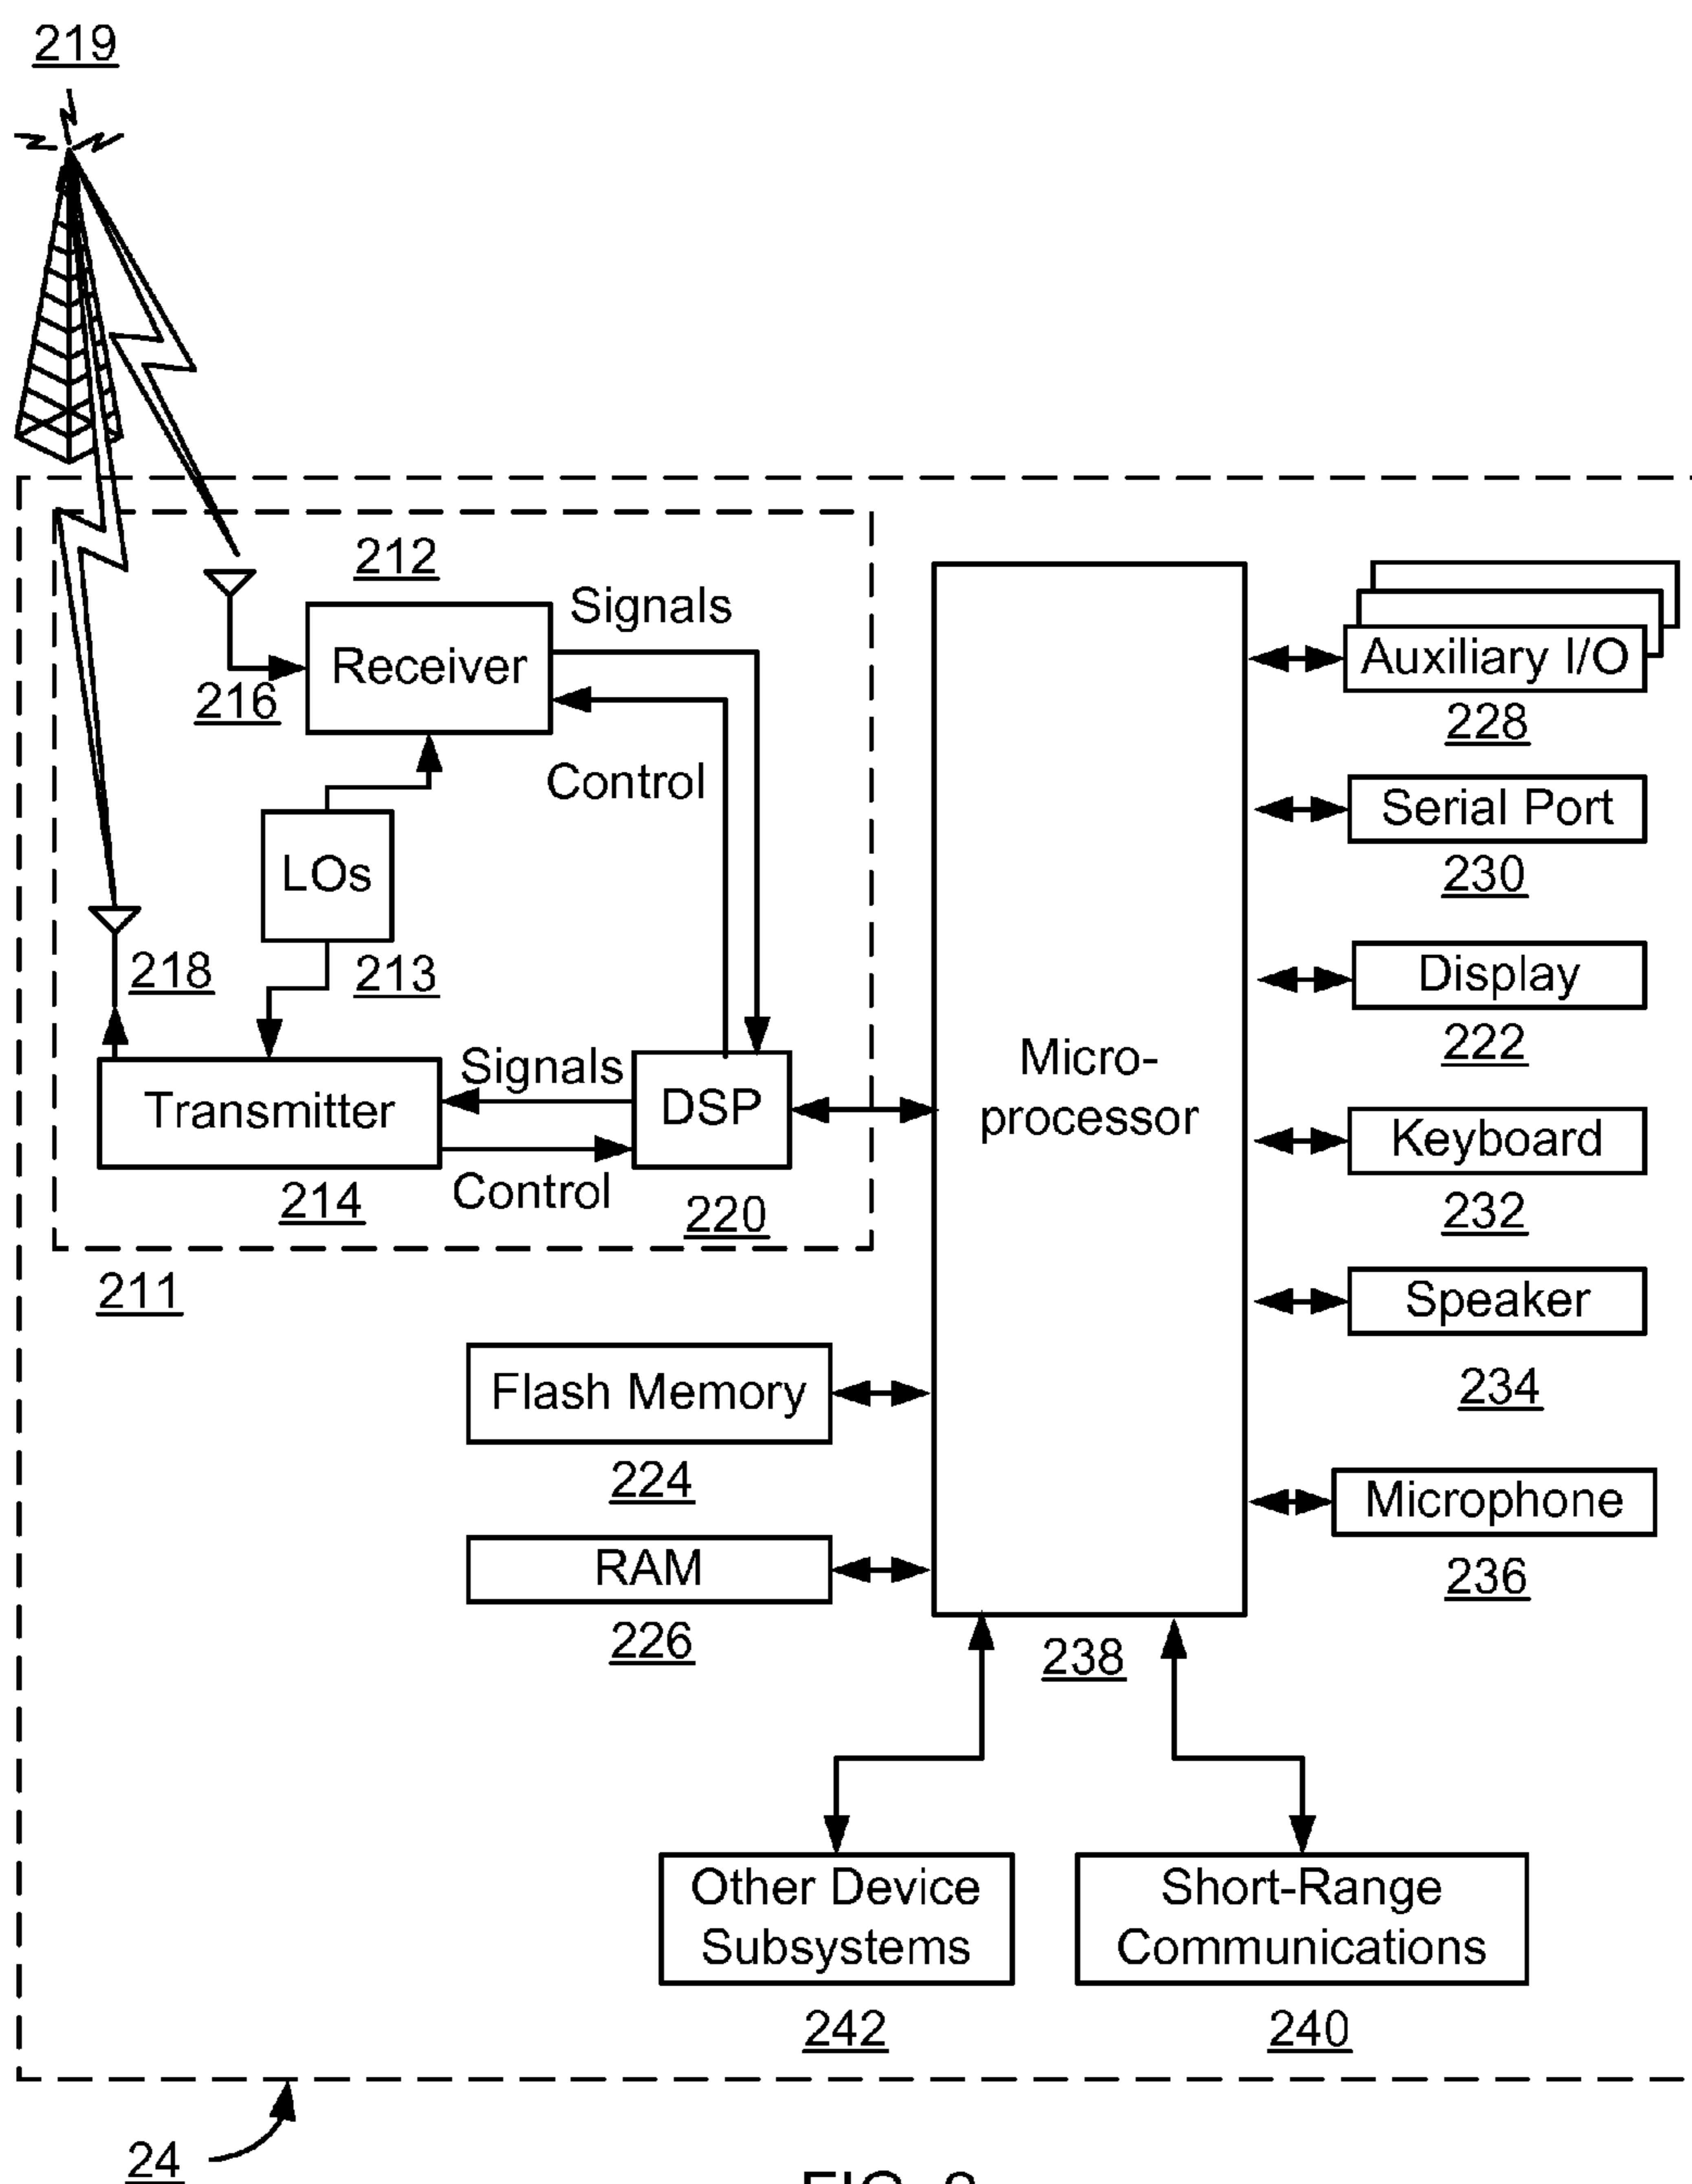 219
212
Signals
Receiver
Auxiliary I/O
216
228
Control
Serial Port
LOs
230
218
213
Display
222
Signals
Micro-
processor
Transmitter
DSP
Keyboard
Control
214
220
232
211
Speaker
Flash Memory
234
224
Microphone
RAM
236
226
238
Other Device
Subsystems
Short-Range
Communications
242
240
24